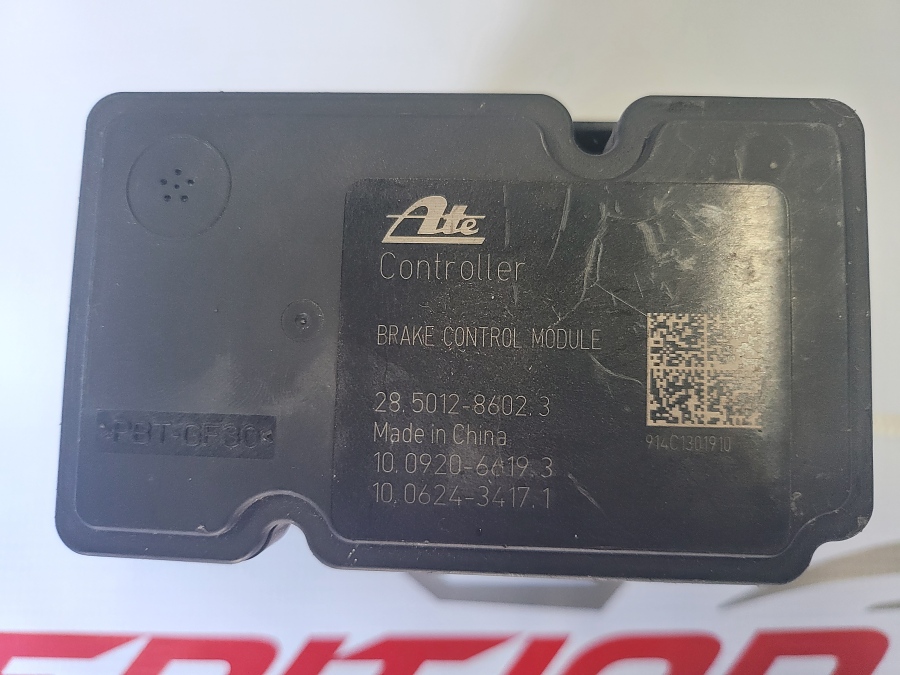 Ate
Controller
BRAKE CONTROL MODULE
28.5012-8602.3
Made in China
10.0920-6619.3
10.0624-3417.1
914C1301910
>PBT-GF30<
EDITION